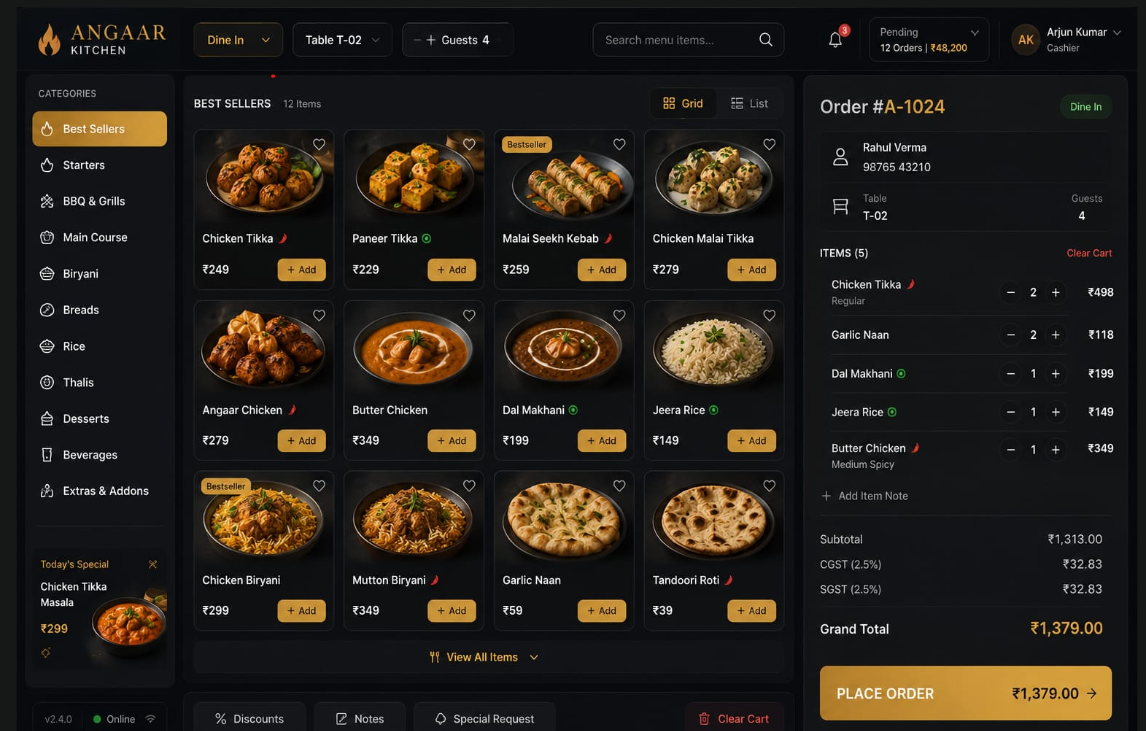 ANGAAR
KITCHEN
Dine In
Table T-02
Guests 4
Search menu items...
3
Pending
12 Orders | ₹48,200
AK
Arjun Kumar
Cashier
CATEGORIES
Best Sellers
Starters
BBQ & Grills
Main Course
Biryani
Breads
Rice
Thalis
Desserts
Beverages
Extras & Addons
Today's Special
Chicken Tikka
Masala
₹299
v2.4.0
Online
BEST SELLERS 12 Items
Grid
List
Chicken Tikka
₹249
+ Add
Paneer Tikka
₹229
+ Add
Bestseller
Malai Seekh Kebab
₹259
+ Add
Chicken Malai Tikka
₹279
+ Add
Angaar Chicken
₹279
+ Add
Butter Chicken
₹349
+ Add
Dal Makhani
₹199
+ Add
Jeera Rice
₹149
+ Add
Bestseller
Chicken Biryani
₹299
+ Add
Mutton Biryani
₹349
+ Add
Garlic Naan
₹59
+ Add
Tandoori Roti
₹39
+ Add
View All Items
Discounts
Notes
Special Request
Clear Cart
Order #A-1024
Dine In
Rahul Verma
98765 43210
Table
T-02
Guests
4
ITEMS (5)
Clear Cart
Chicken Tikka
Regular
− 2 +
₹498
Garlic Naan
− 2 +
₹118
Dal Makhani
− 1 +
₹199
Jeera Rice
− 1 +
₹149
Butter Chicken
Medium Spicy
− 1 +
₹349
+ Add Item Note
Subtotal ₹1,313.00
CGST (2.5%) ₹32.83
SGST (2.5%) ₹32.83
Grand Total ₹1,379.00
PLACE ORDER ₹1,379.00 →